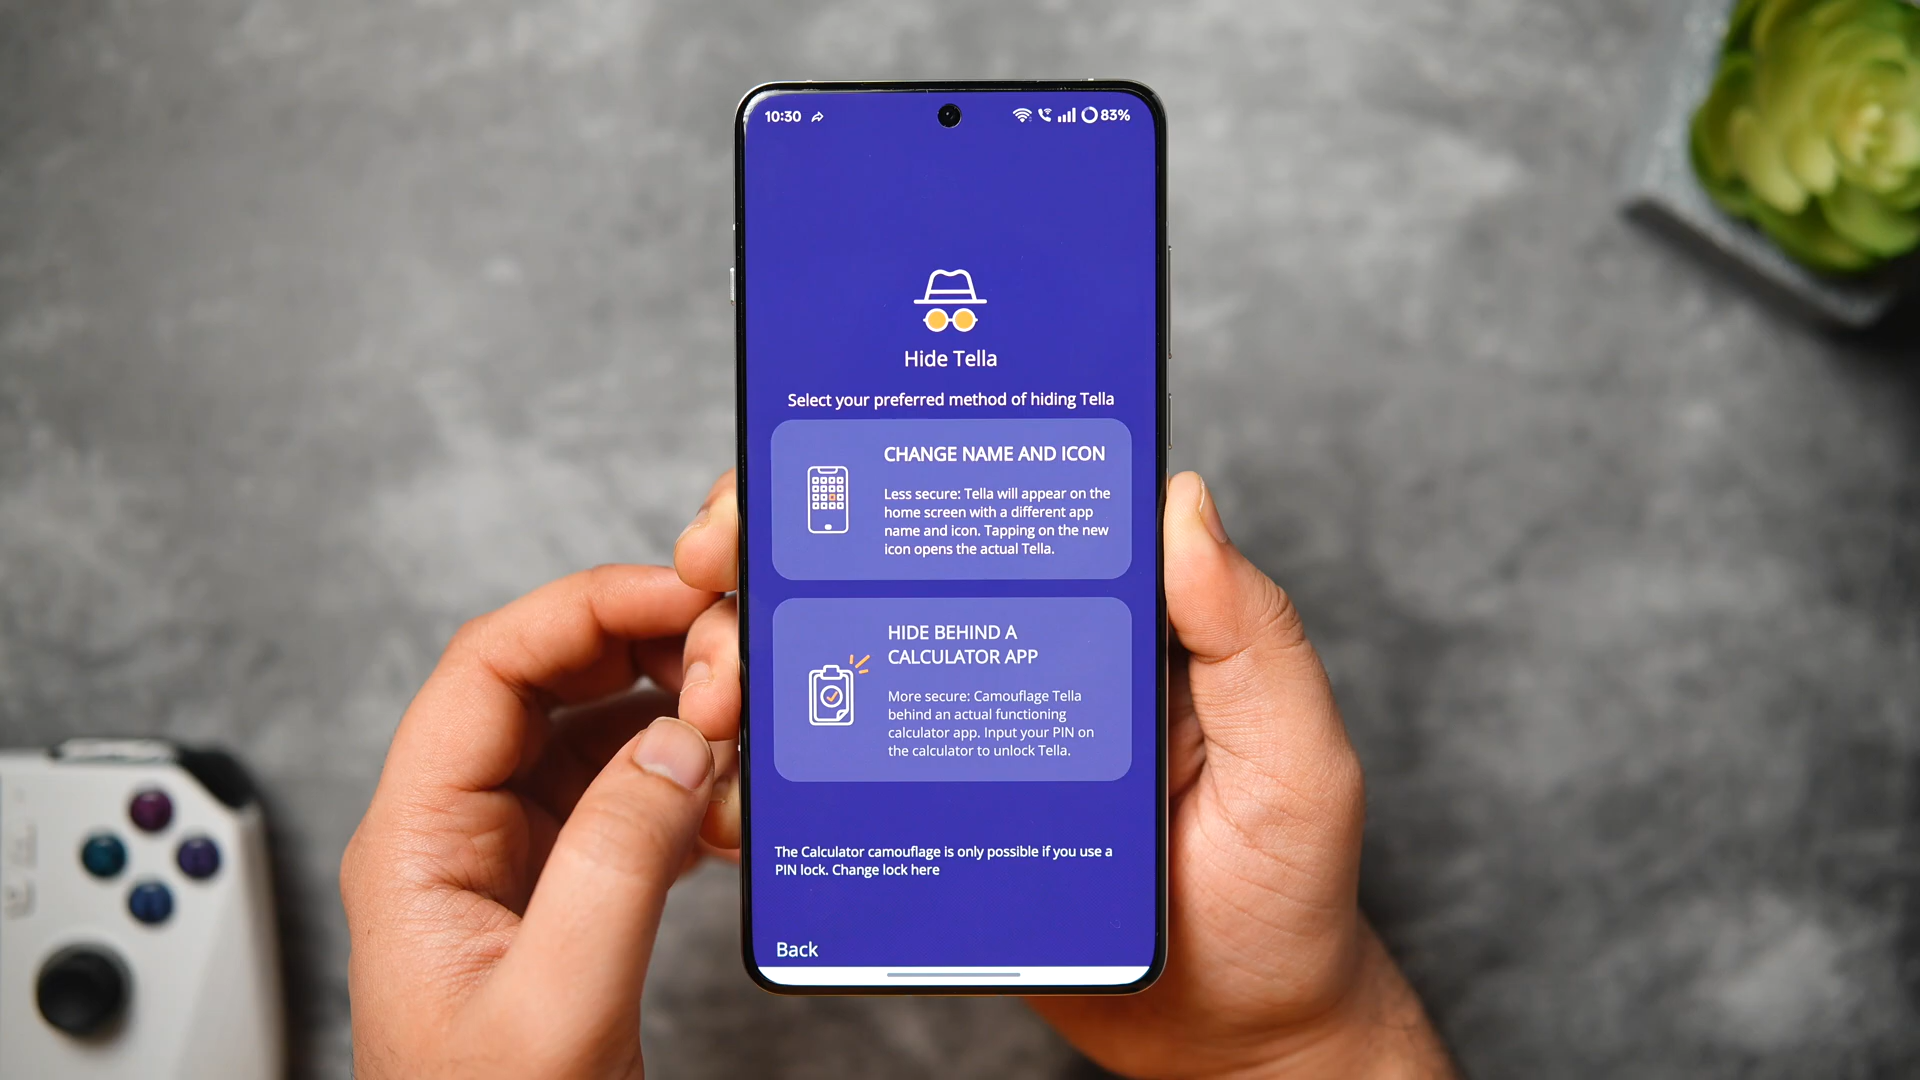 10:30
83%
Hide Tella
Select your preferred method of hiding Tella
CHANGE NAME AND ICON
Less secure: Tella will appear on the
home screen with a different app
name and icon. Tapping on the new
icon opens the actual Tella.
HIDE BEHIND A
CALCULATOR APP
More secure: Camouflage Tella
behind an actual functioning
calculator app. Input your PIN on
the calculator to unlock Tella.
The Calculator camouflage is only possible if you use a
PIN lock. Change lock here
Back